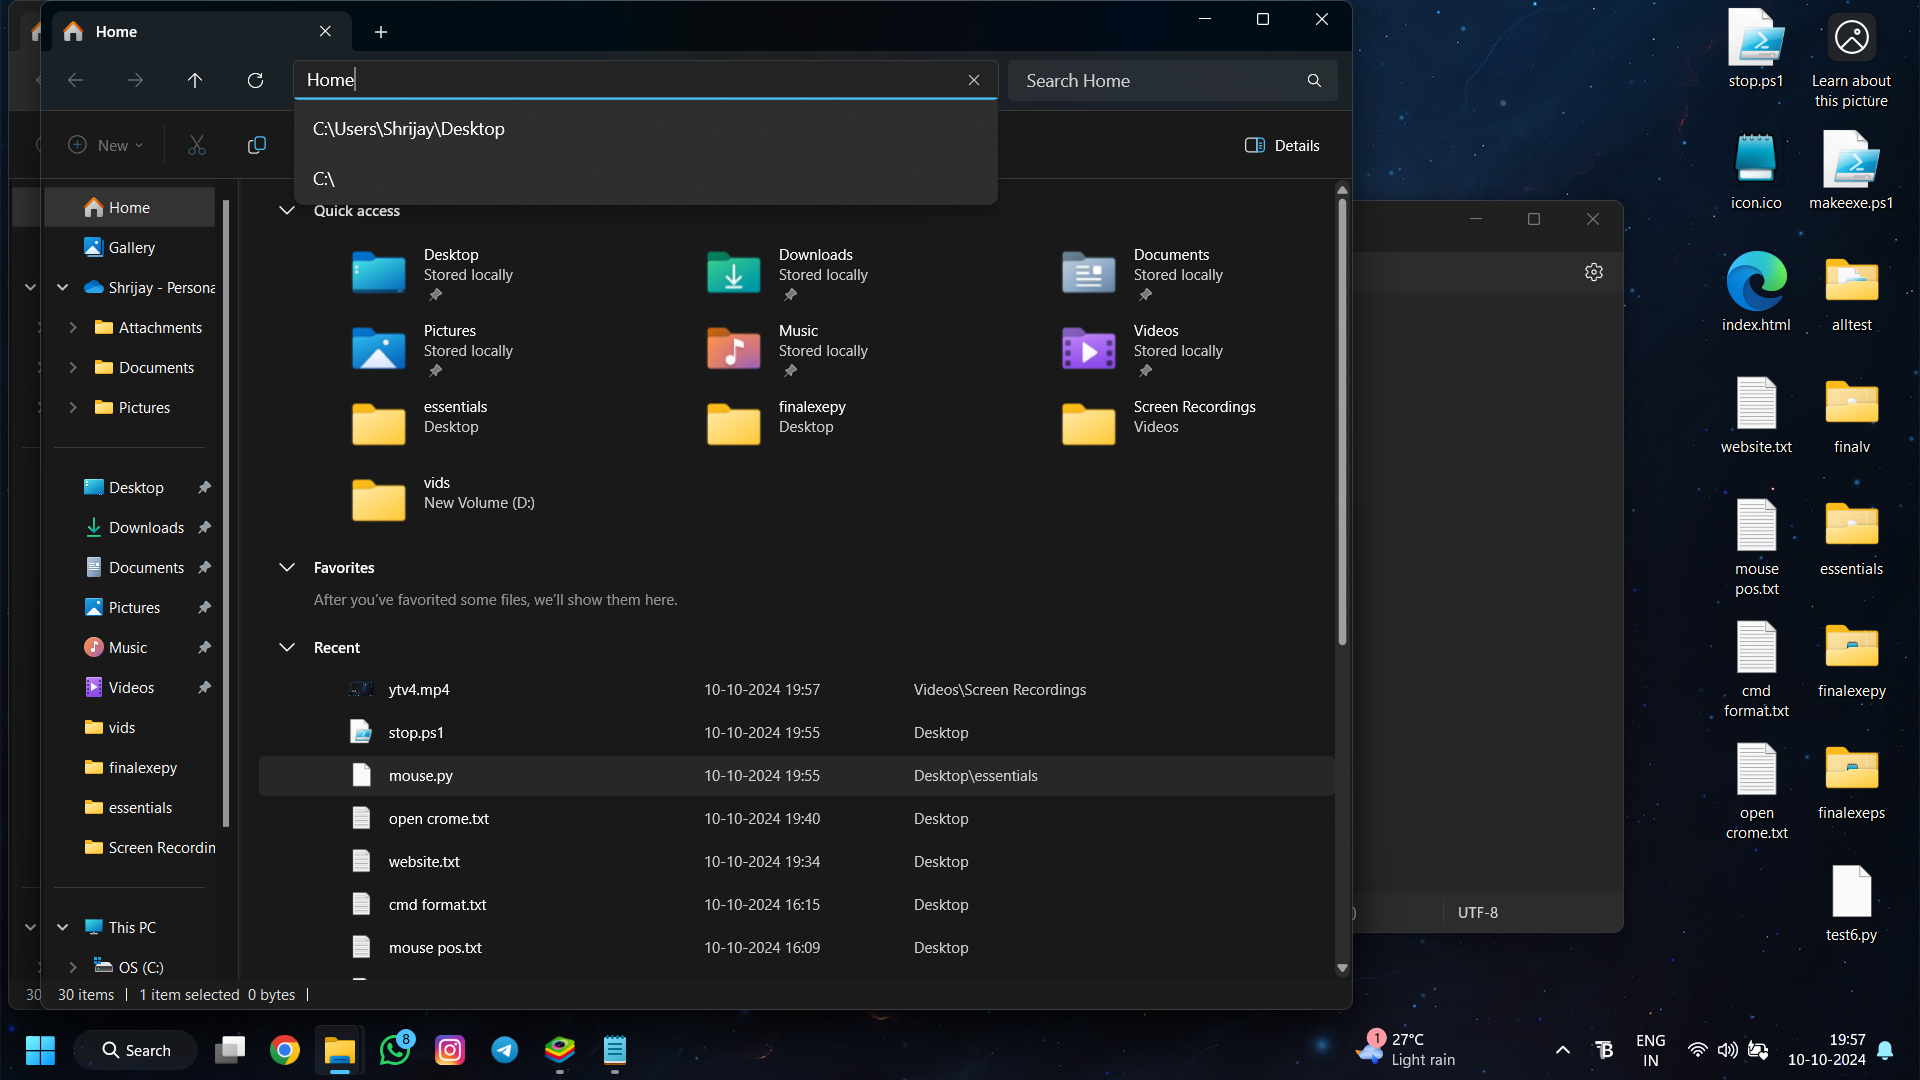 Home
Home
Search Home
C:\Users\Shrijay\Desktop
C:\
New
Details
Home
Gallery
Shrijay - Persona
Attachments
Documents
Pictures
Desktop
Downloads
Documents
Pictures
Music
Videos
vids
finalexepy
essentials
Screen Recordin
This PC
OS (C:)
Quick access
Desktop
Stored locally
Downloads
Stored locally
Documents
Stored locally
Pictures
Stored locally
Music
Stored locally
Videos
Stored locally
essentials
Desktop
finalexepy
Desktop
Screen Recordings
Videos
vids
New Volume (D:)
Favorites
After you've favorited some files, we'll show them here.
Recent
ytv4.mp4 10-10-2024 19:57 Videos\Screen Recordings
stop.ps1 10-10-2024 19:55 Desktop
mouse.py 10-10-2024 19:55 Desktop\essentials
open crome.txt 10-10-2024 19:40 Desktop
website.txt 10-10-2024 19:34 Desktop
cmd format.txt 10-10-2024 16:15 Desktop
mouse pos.txt 10-10-2024 16:09 Desktop
30
30 items | 1 item selected 0 bytes |
UTF-8
stop.ps1
Learn about
this picture
icon.ico
makeexe.ps1
index.html
alltest
website.txt
finalv
mouse
pos.txt
essentials
cmd
format.txt
finalexepy
open
crome.txt
finalexeps
test6.py
Search
8
1
27°C
Light rain
ENG
IN
19:57
10-10-2024